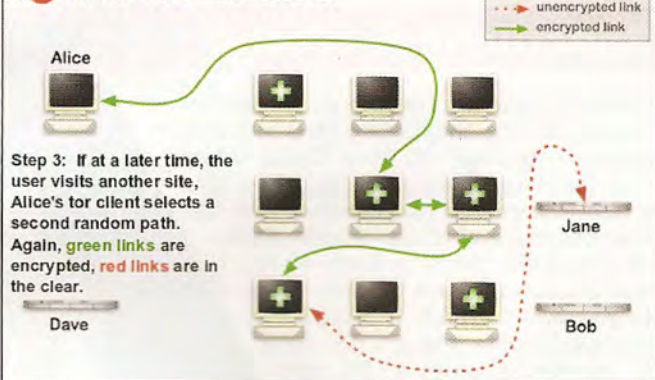 unencrypted link
encrypted link
Alice
Step 3: If at a later time, the
user visits another site,
Alice's tor client selects a
second random path.
Again, green links are
encrypted, red links are in
the clear.
Jane
Dave
Bob